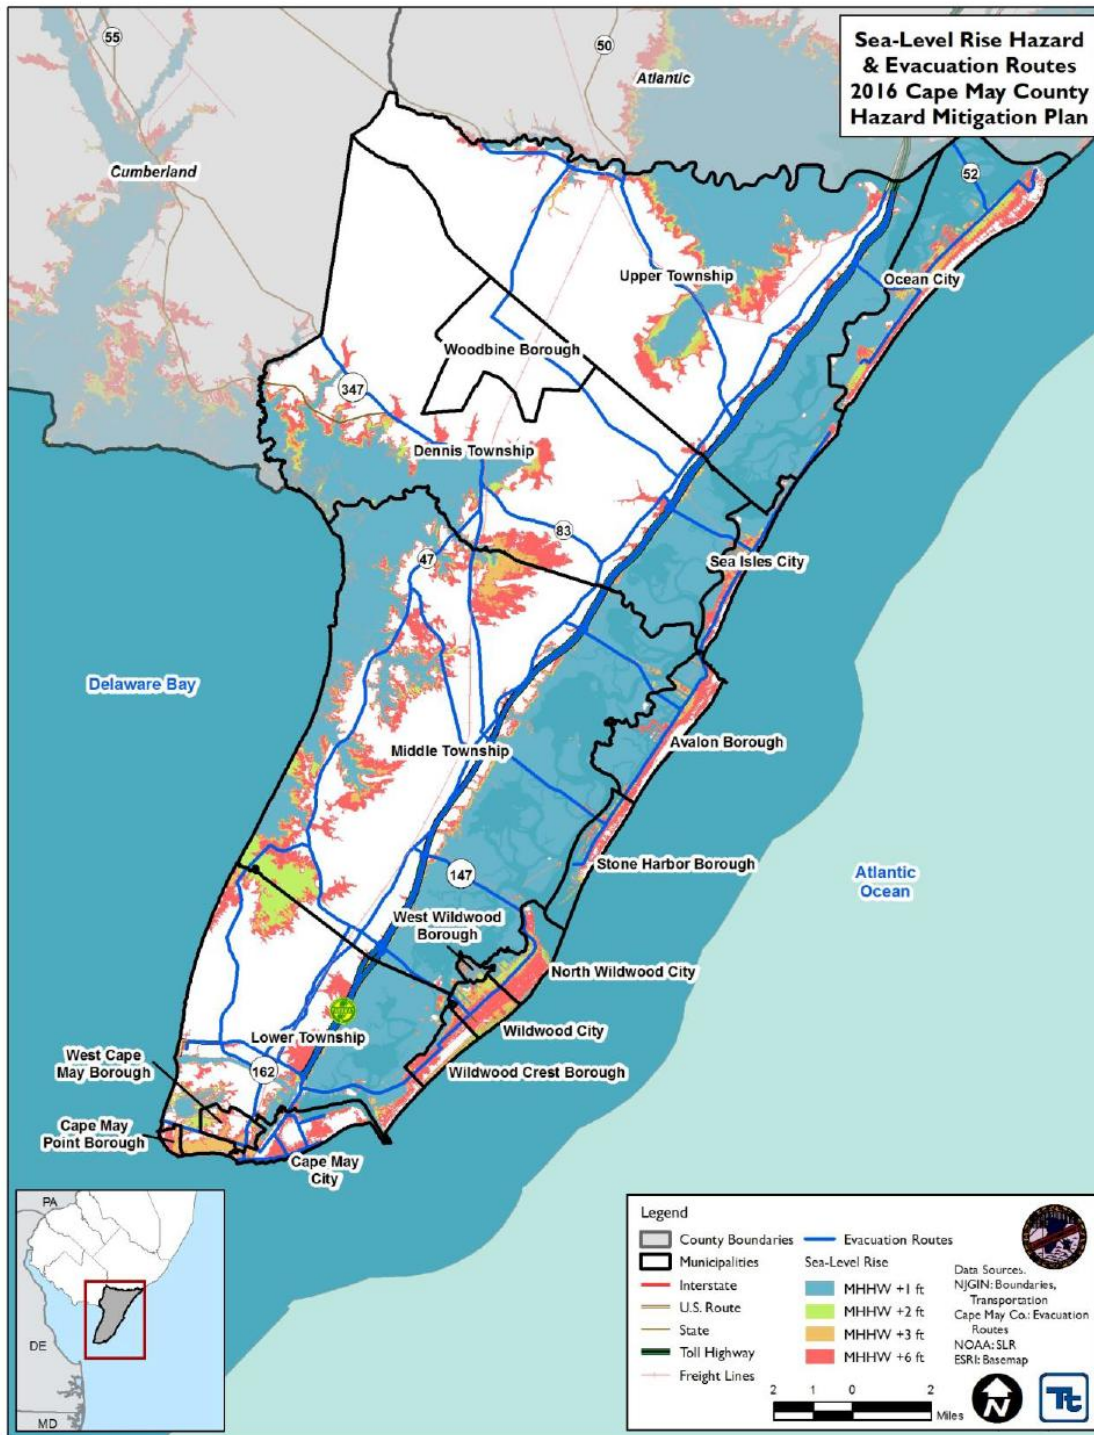 Sea-Level Rise Hazard
& Evacuation Routes
2016 Cape May County
Hazard Mitigation Plan
55
50
Atlantic
Cumberland
52
Upper Township
Ocean City
Woodbine Borough
347
Dennis Township
83
47
Sea Isles City
Delaware Bay
Middle Township
Avalon Borough
Stone Harbor Borough
147
Atlantic
Ocean
West Wildwood
Borough
North Wildwood City
Wildwood City
Lower Township
West Cape
May Borough
162
Wildwood Crest Borough
Cape May
Point Borough
Cape May
City
PA
DE
MD
Legend
County Boundaries
Municipalities
Interstate
U.S. Route
State
Toll Highway
Freight Lines
Evacuation Routes
Sea-Level Rise
MHHW +1 ft
MHHW +2 ft
MHHW +3 ft
MHHW +6 ft
Data Sources.
NJGIN: Boundaries,
Transportation
Cape May Co.: Evacuation
Routes
NOAA: SLR
ESRI: Basemap
2 1 0 2
Miles
N
Tt